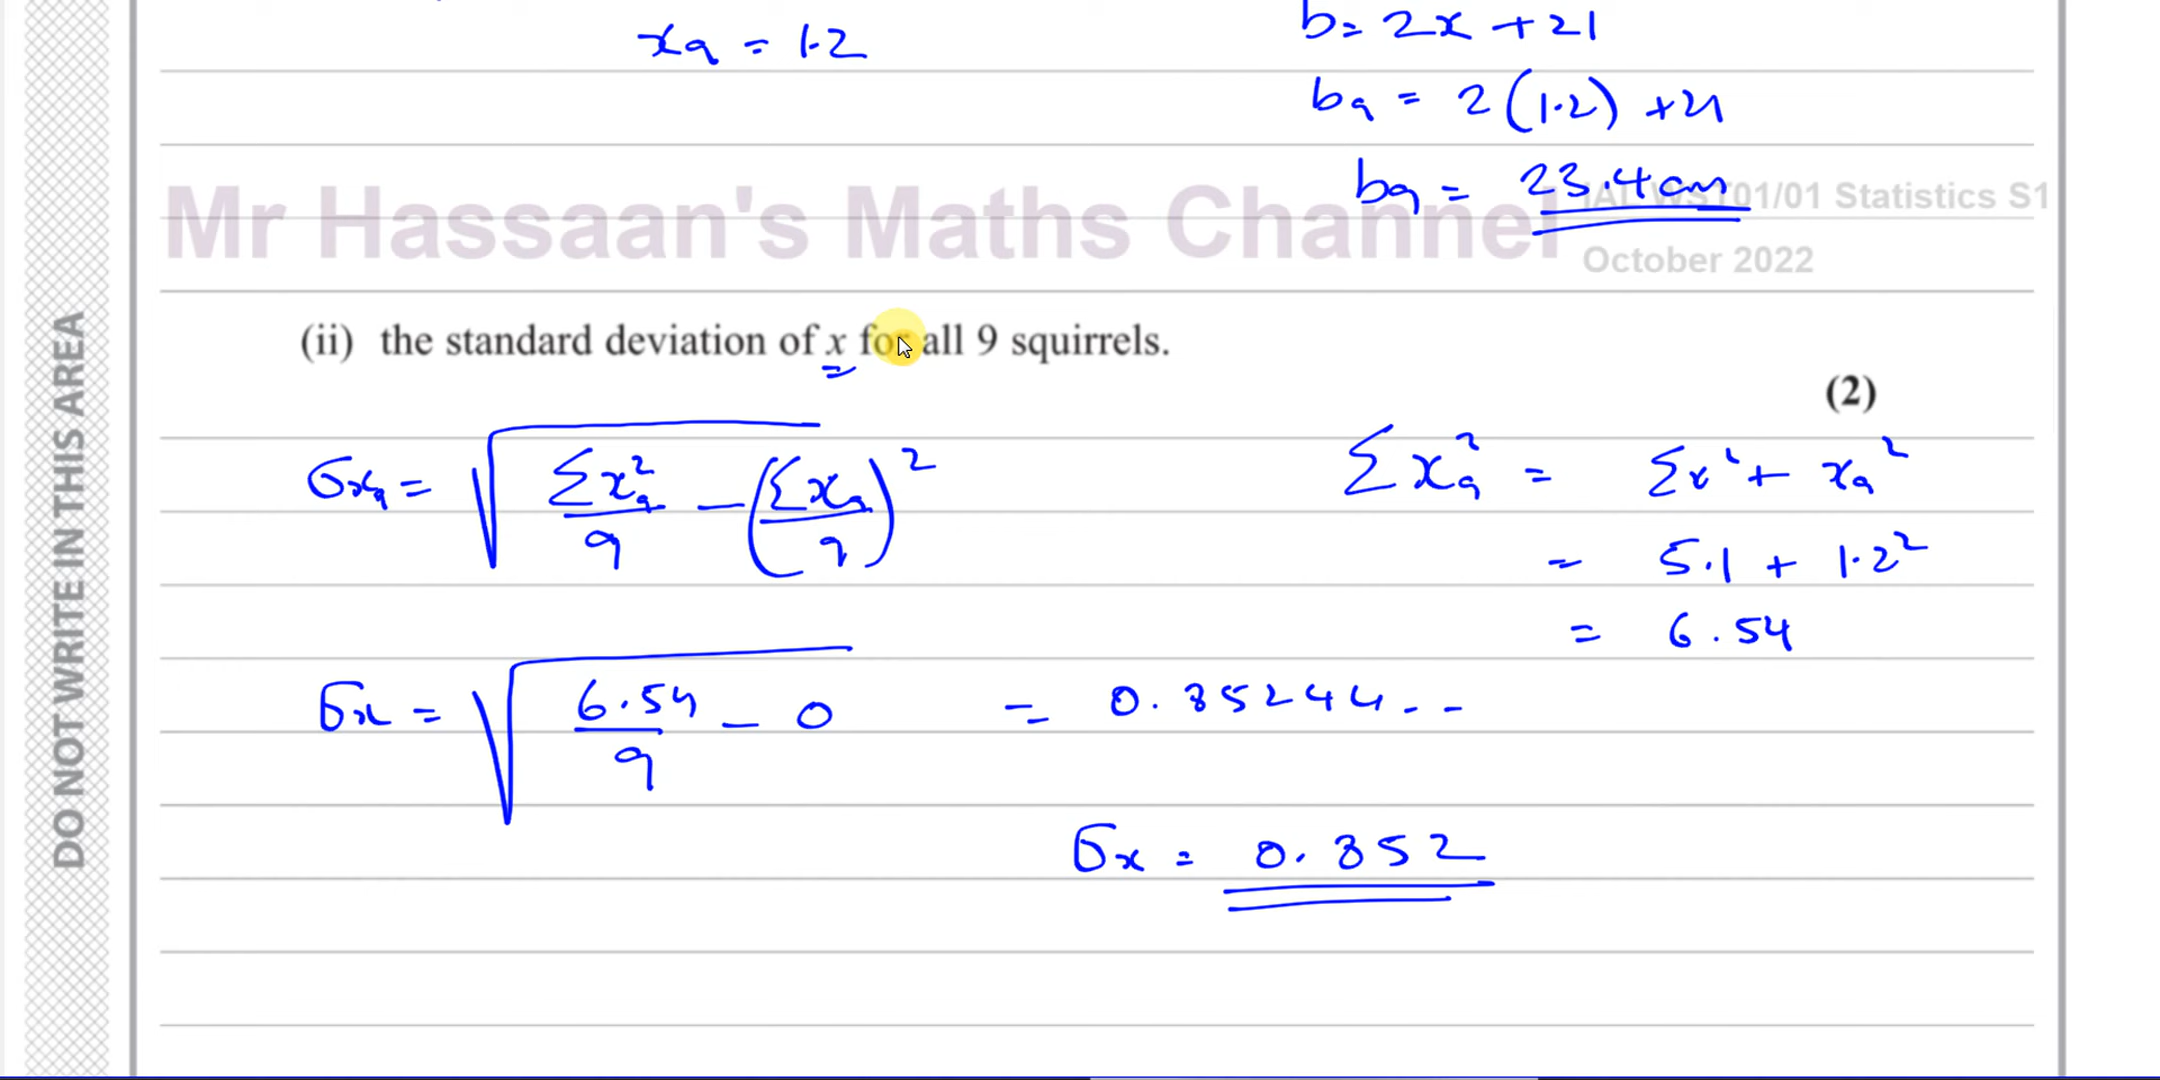 x₉ = 1.2
b = 2x + 21
b₉ = 2(1.2) + 21
b₉ = 23.4cm
Mr Hassaan's Maths Channel
IAL WST01/01 Statistics S1
October 2022
(ii) the standard deviation of x for all 9 squirrels.
(2)
σx₉ = √(Σx₉²/9 − (Σx₉/9)²)
Σx₉² = Σx² + x₉²
= 5.1 + 1.2²
= 6.54
σx = √(6.54/9 − 0) = 0.85244...
σx = 0.852
DO NOT WRITE IN THIS AREA